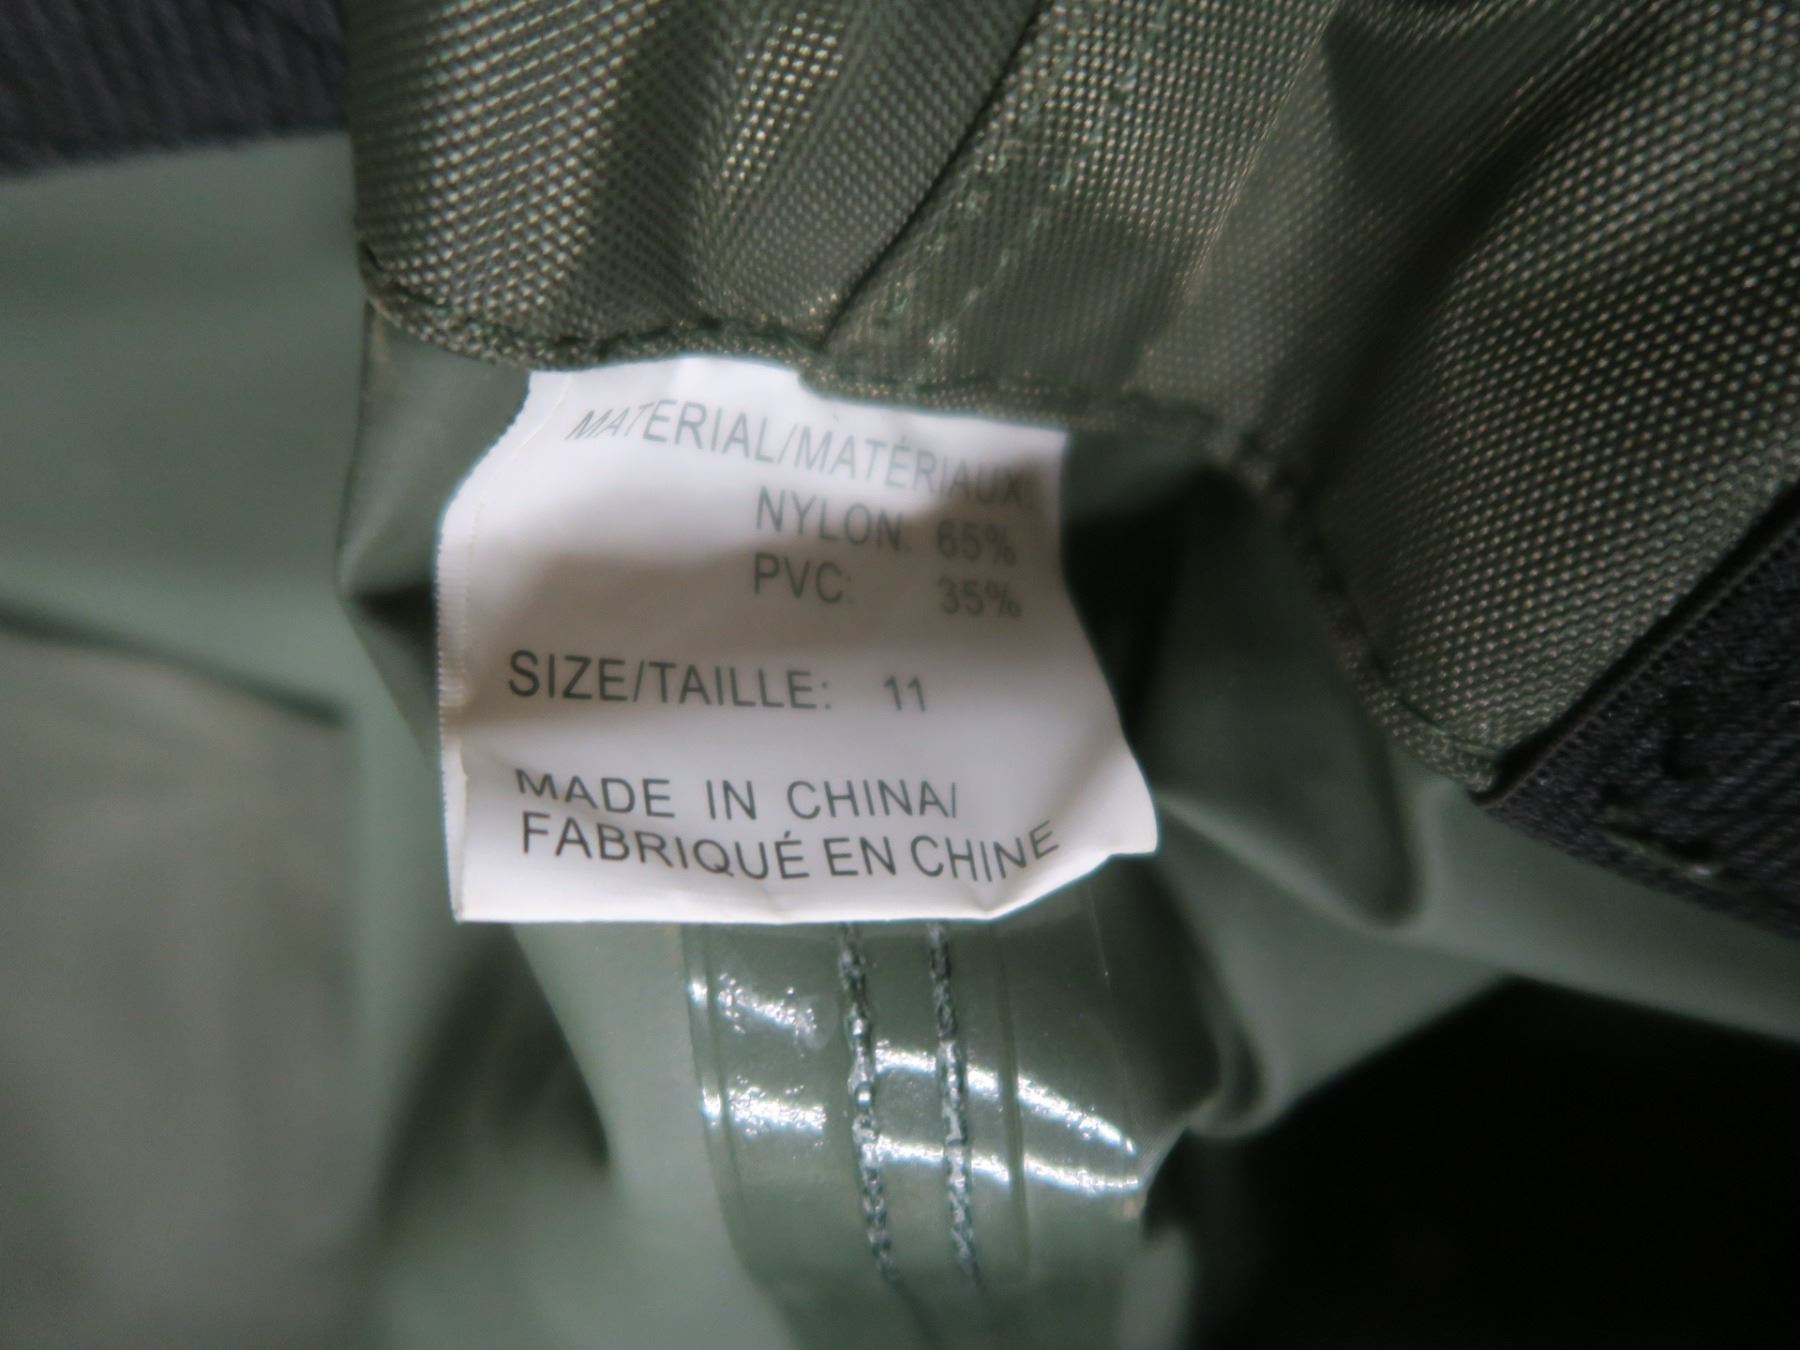 MATERIAL/MATÉRIAUX:
NYLON: 65%
PVC: 35%
SIZE/TAILLE: 11
MADE IN CHINA/
FABRIQUÉ EN CHINE